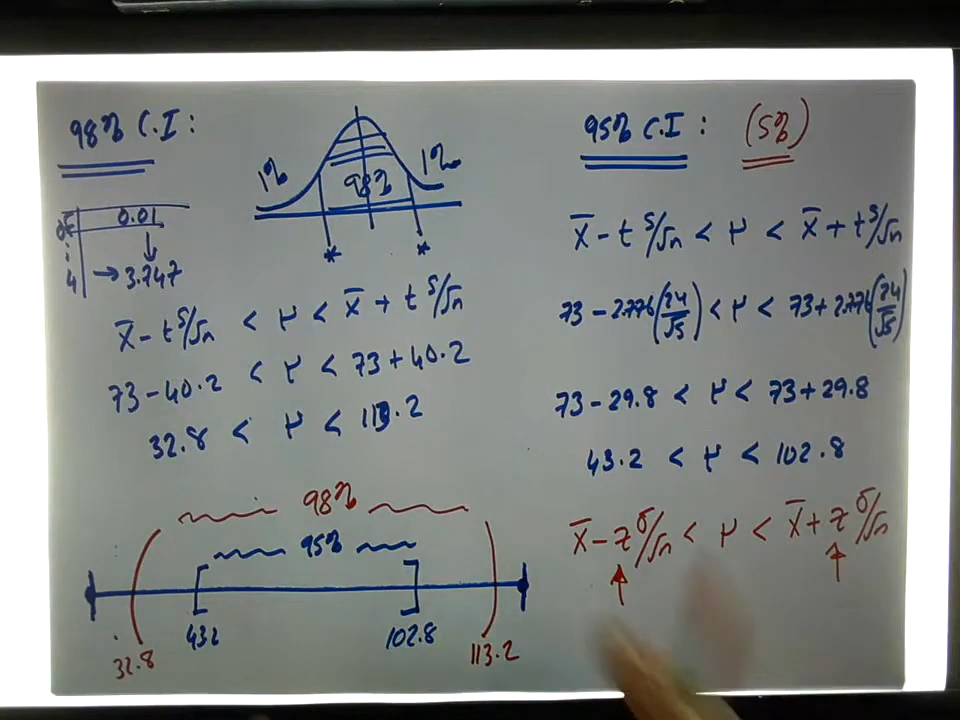 98% C.I:
1% 98% 1%
* *
df 0.01
4 → 3.747
x̄ - t s/√n < μ < x̄ + t s/√n
73 - 40.2 < μ < 73 + 40.2
32.8 < μ < 113.2
98%
95%
32.8 43.2 102.8 113.2
95% C.I: (5%)
x̄ - t s/√n < μ < x̄ + t s/√n
73 - 2.776(24/√5) < μ < 73 + 2.776(24/√5)
73 - 29.8 < μ < 73 + 29.8
43.2 < μ < 102.8
x̄ - z σ/√n < μ < x̄ + z σ/√n